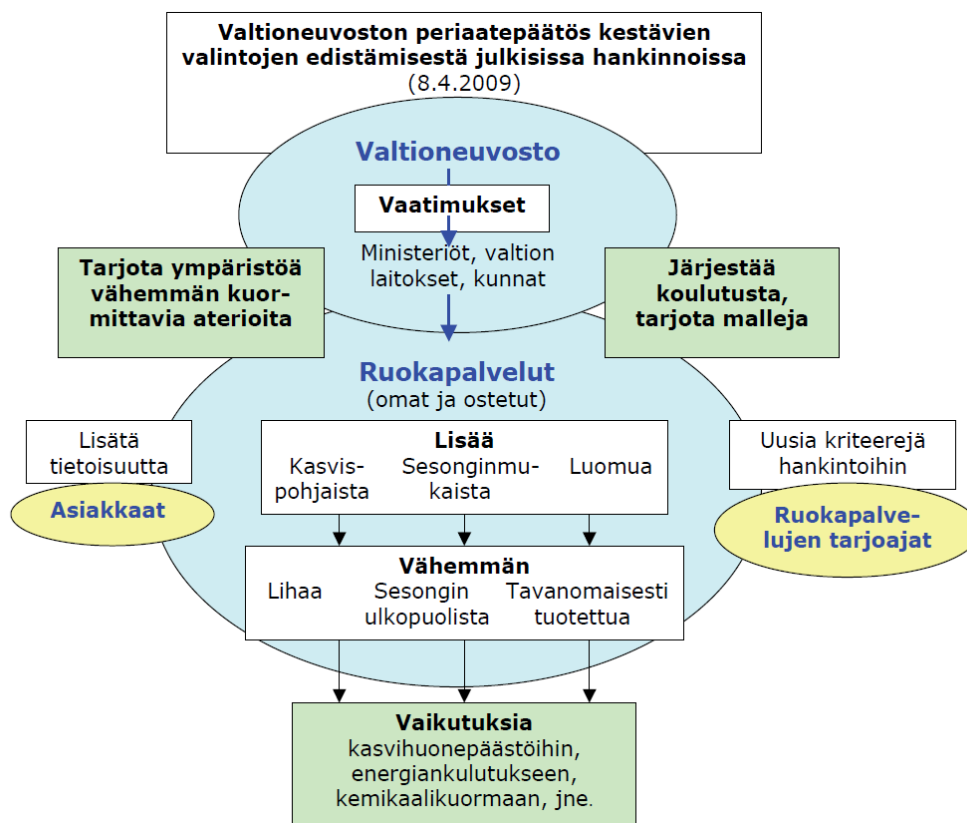 Valtioneuvoston periaatepäätös kestävien
valintojen edistämisestä julkisissa hankinnoissa
(8.4.2009)
Valtioneuvosto
Vaatimukset
Ministeriöt, valtion
laitokset, kunnat
Tarjota ympäristöä
vähemmän kuor-
mittavia aterioita
Järjestää
koulutusta,
tarjota malleja
Ruokapalvelut
(omat ja ostetut)
Lisätä
tietoisuutta
Asiakkaat
Lisää
Kasvis-
pohjaista
Sesonginmu-
kaista
Luomua
Uusia kriteerejä
hankintoihin
Ruokapalve-
lujen tarjoajat
Vähemmän
Lihaa
Sesongin
ulkopuolista
Tavanomaisesti
tuotettua
Vaikutuksia
kasvihuonepäästöihin,
energiankulutukseen,
kemikaalikuormaan, jne.